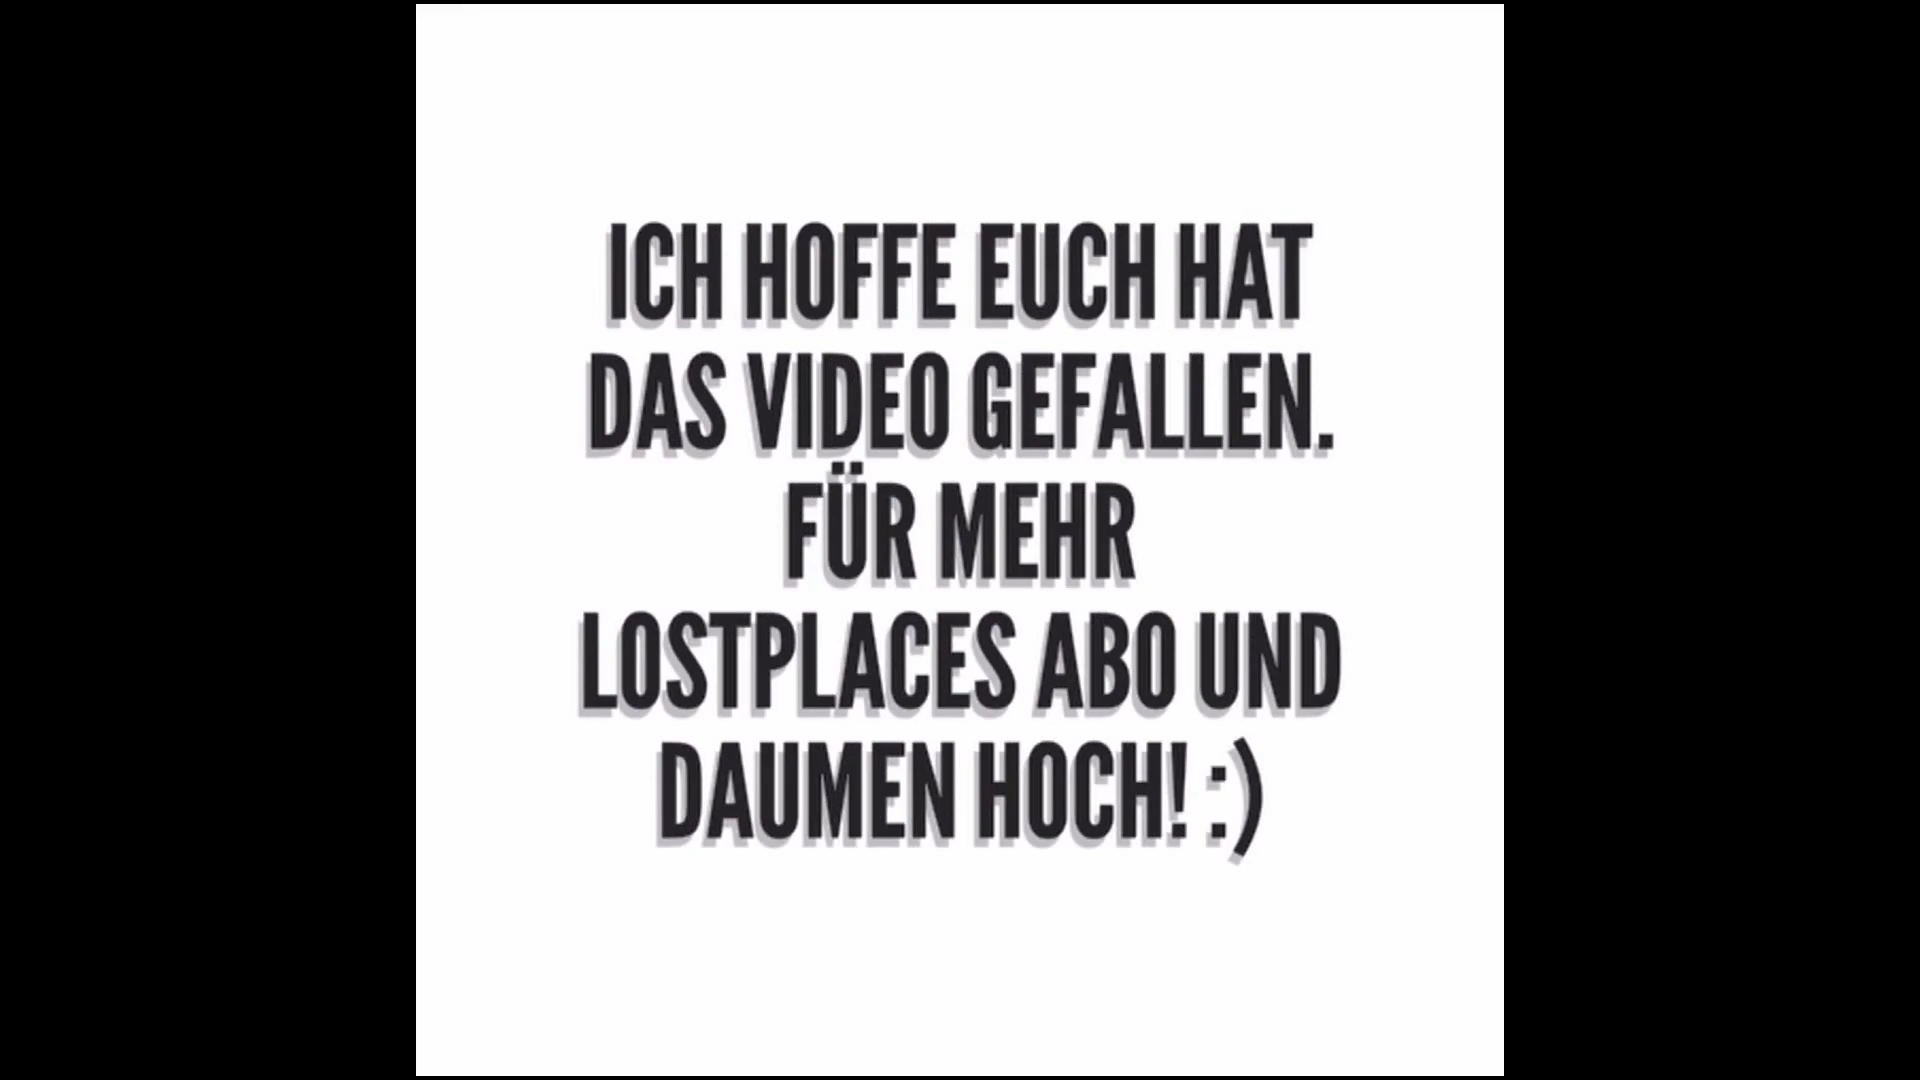 ICH HOFFE EUCH HAT
DAS VIDEO GEFALLEN.
FÜR MEHR
LOSTPLACES ABO UND
DAUMEN HOCH! :)